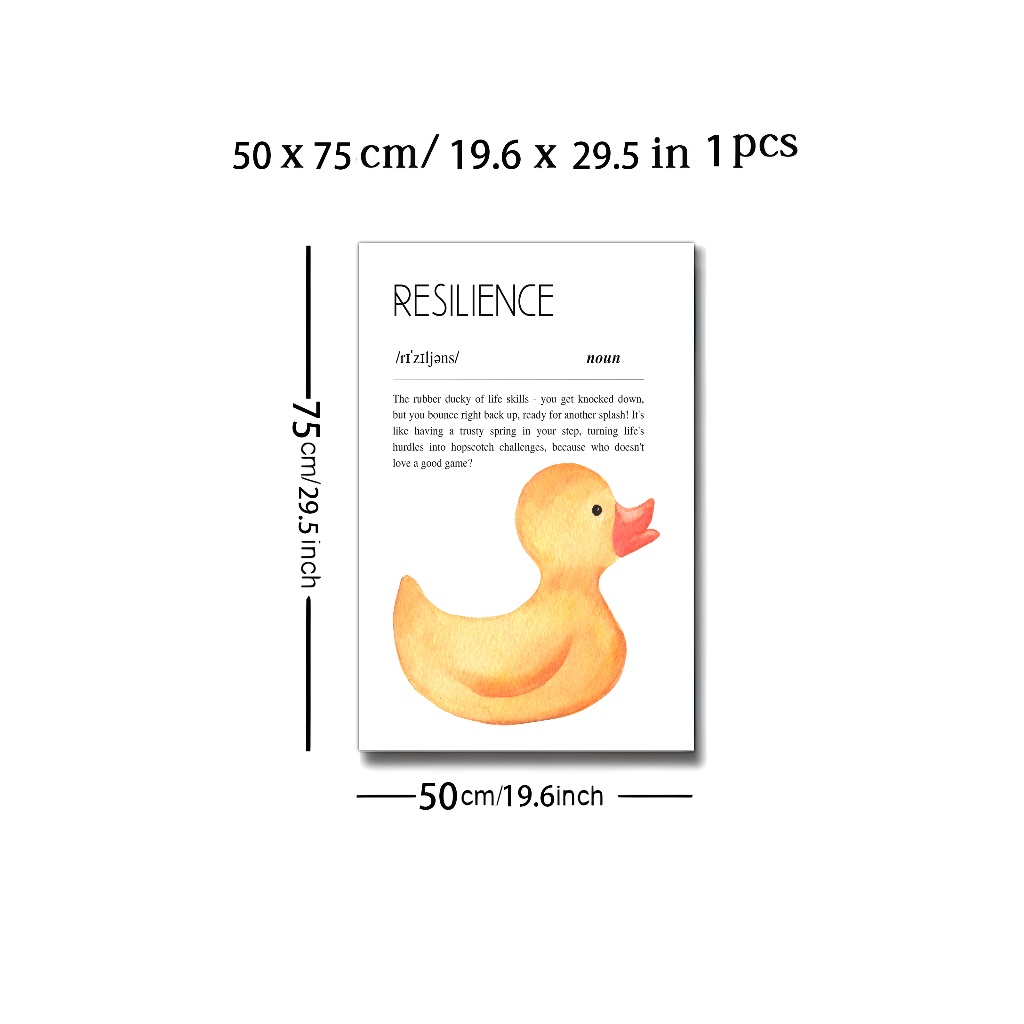 50 x 75 cm/ 19.6 x 29.5 in 1 pcs
RESILIENCE
/rɪˈzɪljəns/ noun
The rubber ducky of life skills - you get knocked down,
but you bounce right back up, ready for another splash! It's
like having a trusty spring in your step, turning life's
hurdles into hopscotch challenges, because who doesn't
love a good game?
75cm/29.5inch
50cm/19.6inch